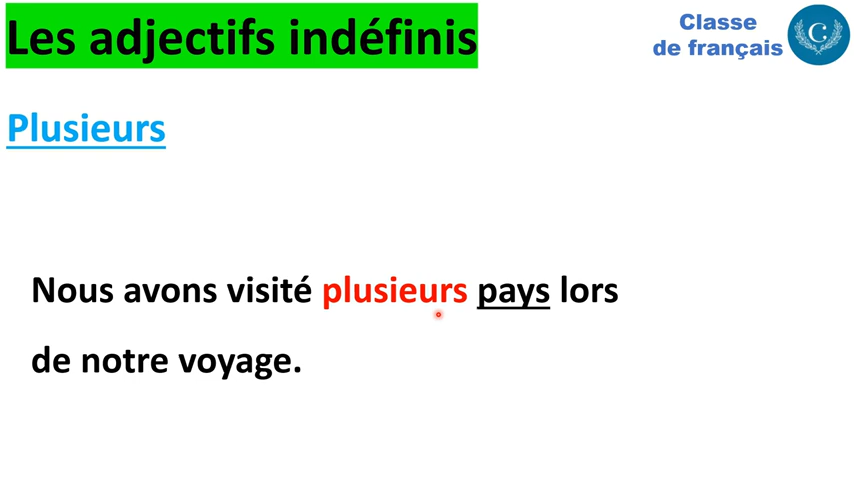 Les adjectifs indéfinis
Classe
de français
C
Plusieurs
Nous avons visité plusieurs pays lors
de notre voyage.